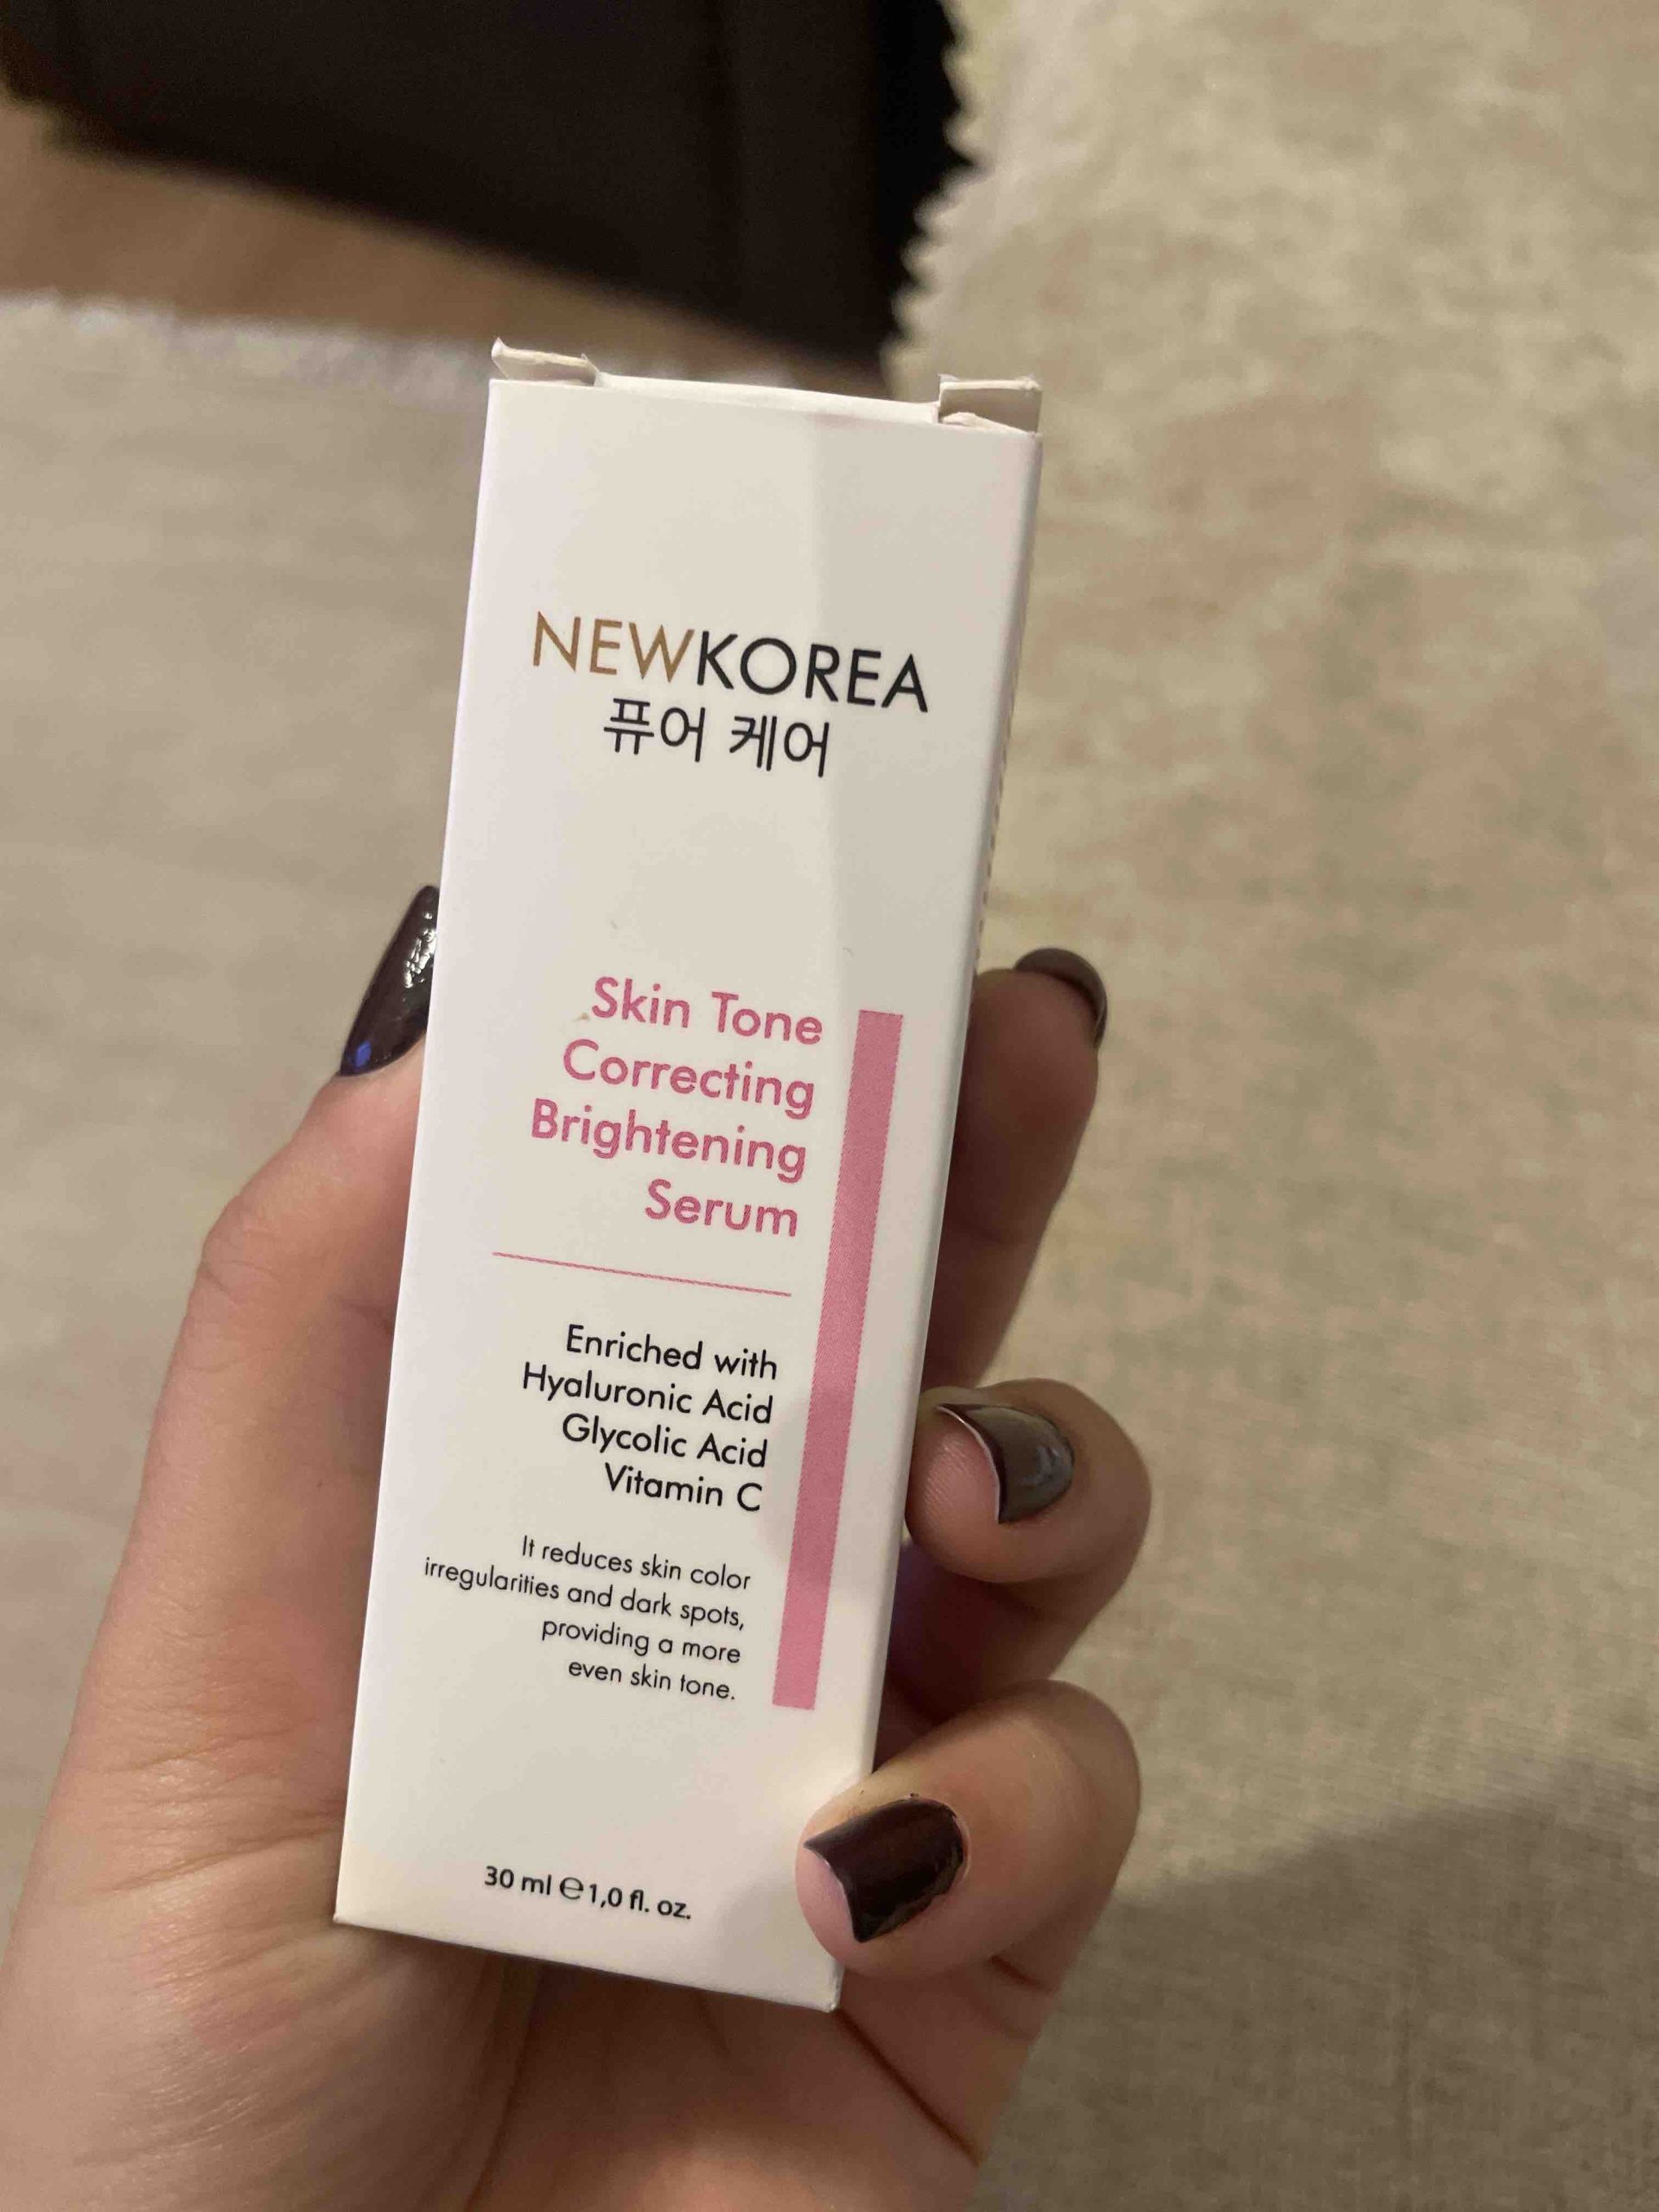 NEWKOREA
퓨어 케어
Skin Tone
Correcting
Brightening
Serum
Enriched with
Hyaluronic Acid
Glycolic Acid
Vitamin C
It reduces skin color
irregularities and dark spots,
providing a more
even skin tone.
30 ml ℮ 1,0 fl. oz.